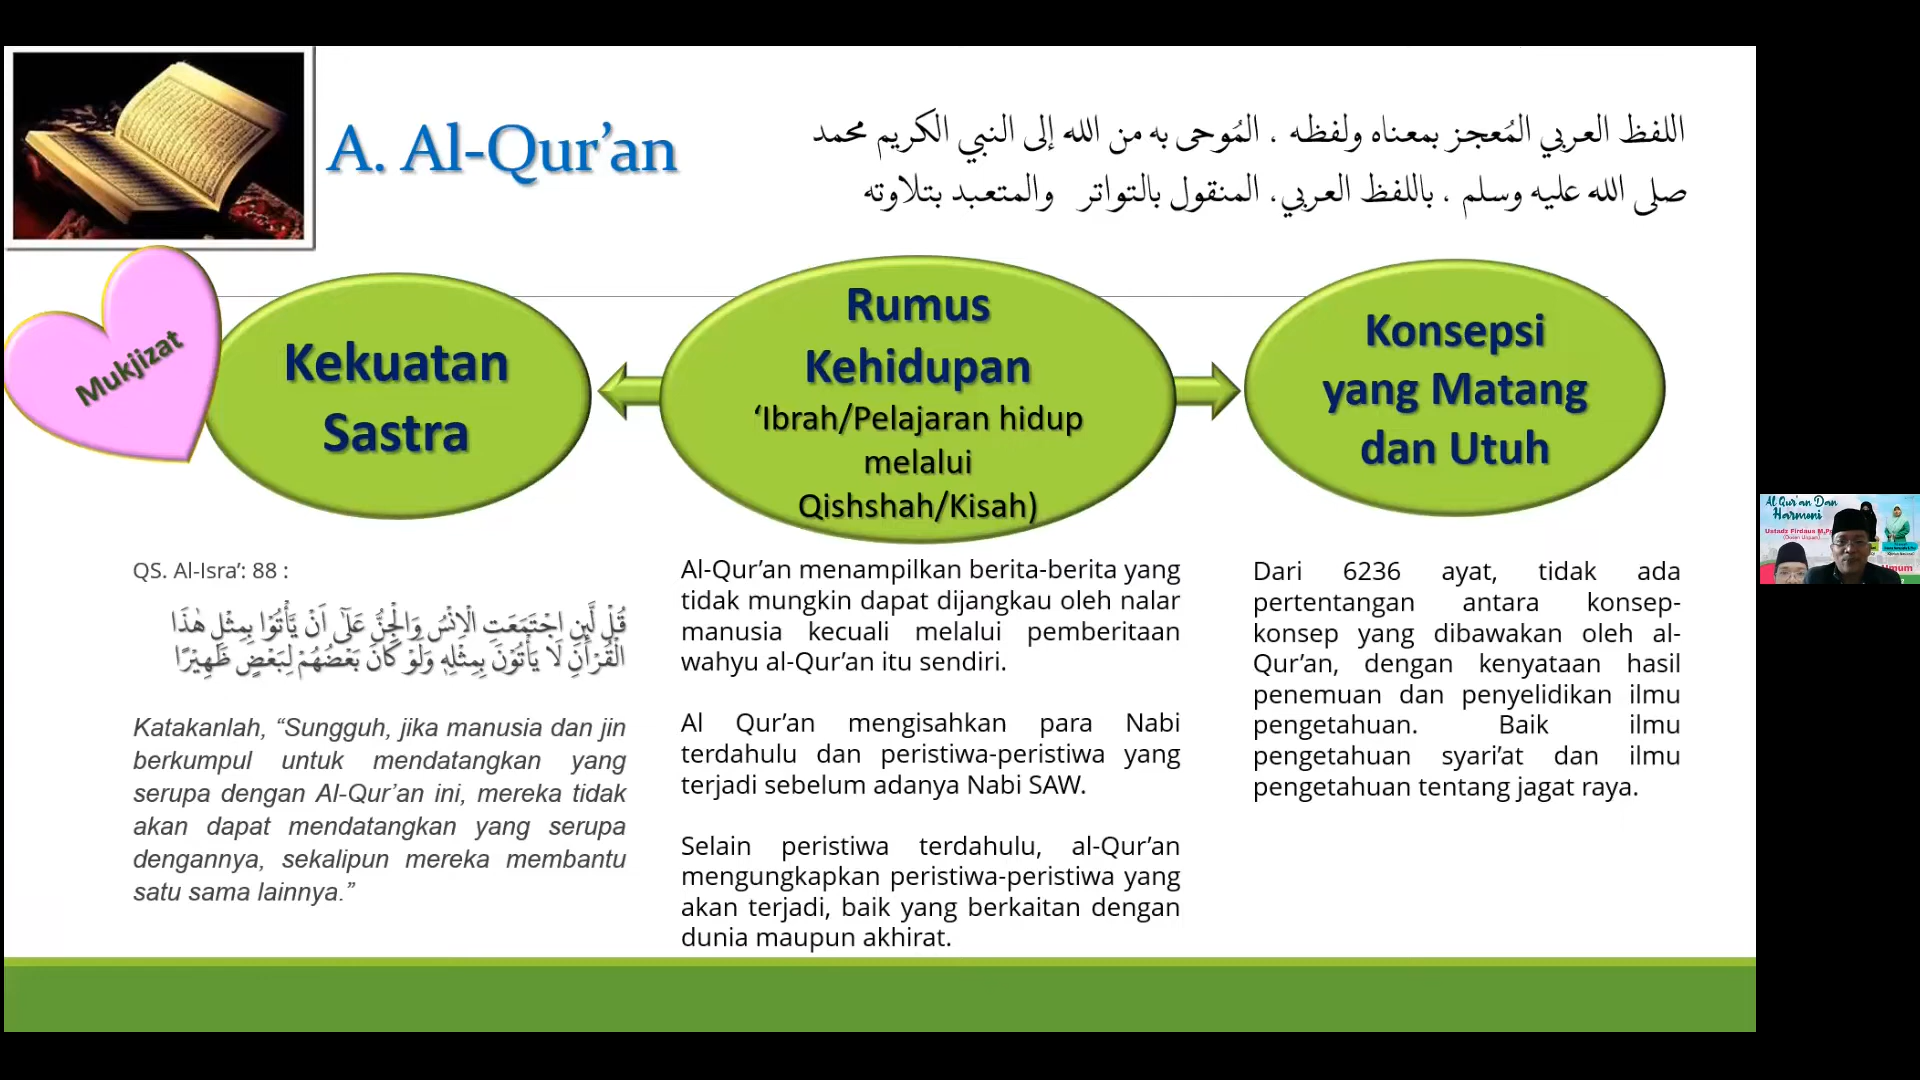 A. Al-Qur’an
اللفظ العربي المُعجز بمعناه ولفظه ، المُوحى به من الله إلى النبي الكريم محمد
صلى الله عليه وسلم ، باللفظ العربي، المنقول بالتواتر والمتعبد بتلاوته
Mukjizat
Kekuatan
Sastra
Rumus
Kehidupan
‘Ibrah/Pelajaran hidup
melalui
Qishshah/Kisah)
Konsepsi
yang Matang
dan Utuh
QS. Al-Isra’: 88 :
قُلْ لَّىِٕنِ اجْتَمَعَتِ الْاِنْسُ وَالْجِنُّ عَلٰٓى اَنْ يَّأْتُوْا بِمِثْلِ هٰذَا
الْقُرْاٰنِ لَا يَأْتُوْنَ بِمِثْلِهٖ وَلَوْ كَانَ بَعْضُهُمْ لِبَعْضٍ ظَهِيْرًا
Katakanlah, “Sungguh, jika manusia dan jin
berkumpul untuk mendatangkan yang
serupa dengan Al-Qur’an ini, mereka tidak
akan dapat mendatangkan yang serupa
dengannya, sekalipun mereka membantu
satu sama lainnya.”
Al-Qur’an menampilkan berita-berita yang
tidak mungkin dapat dijangkau oleh nalar
manusia kecuali melalui pemberitaan
wahyu al-Qur’an itu sendiri.
Al Qur’an mengisahkan para Nabi
terdahulu dan peristiwa-peristiwa yang
terjadi sebelum adanya Nabi SAW.
Selain peristiwa terdahulu, al-Qur’an
mengungkapkan peristiwa-peristiwa yang
akan terjadi, baik yang berkaitan dengan
dunia maupun akhirat.
Dari 6236 ayat, tidak ada
pertentangan antara konsep-
konsep yang dibawakan oleh al-
Qur’an, dengan kenyataan hasil
penemuan dan penyelidikan ilmu
pengetahuan. Baik ilmu
pengetahuan syari’at dan ilmu
pengetahuan tentang jagat raya.
Al Qur'an Dan
Harmoni
Ustadz Firdaus